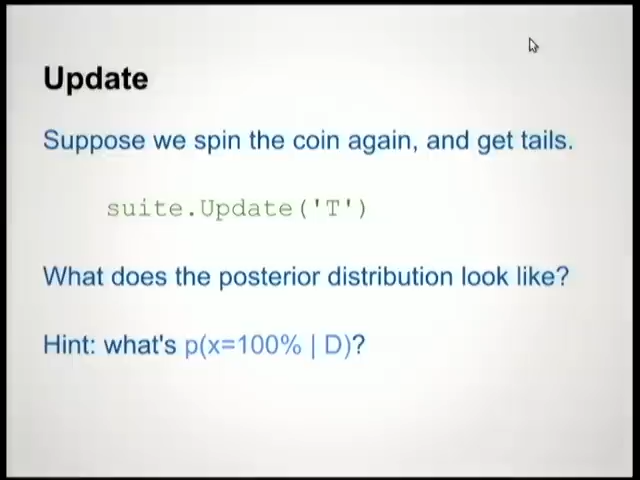 Update
Suppose we spin the coin again, and get tails.
suite.Update('T')
What does the posterior distribution look like?
Hint: what's p(x=100% | D)?